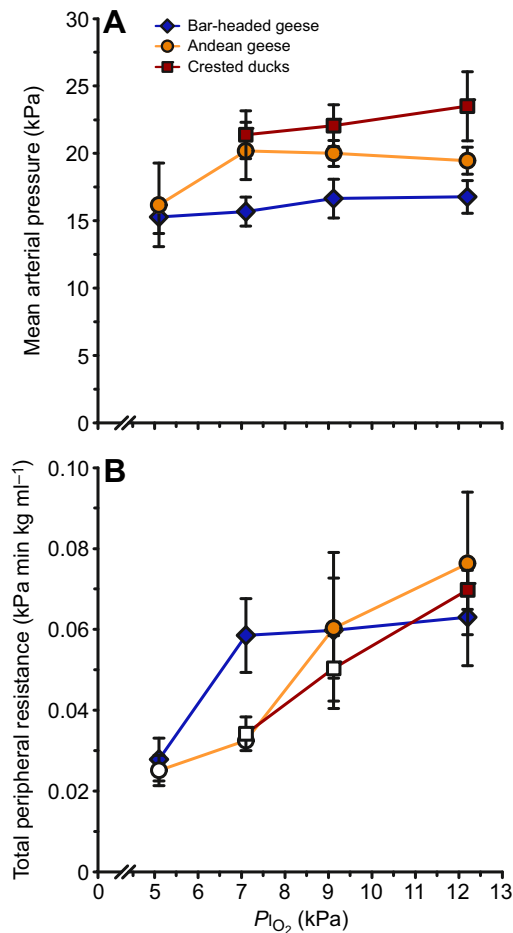 A
Bar-headed geese
Andean geese
Crested ducks
Mean arterial pressure (kPa)
30
25
20
15
10
5
0
B
Total peripheral resistance (kPa min kg ml⁻¹)
0.10
0.08
0.06
0.04
0.02
0
0 5 6 7 8 9 10 11 12 13
PIO2 (kPa)